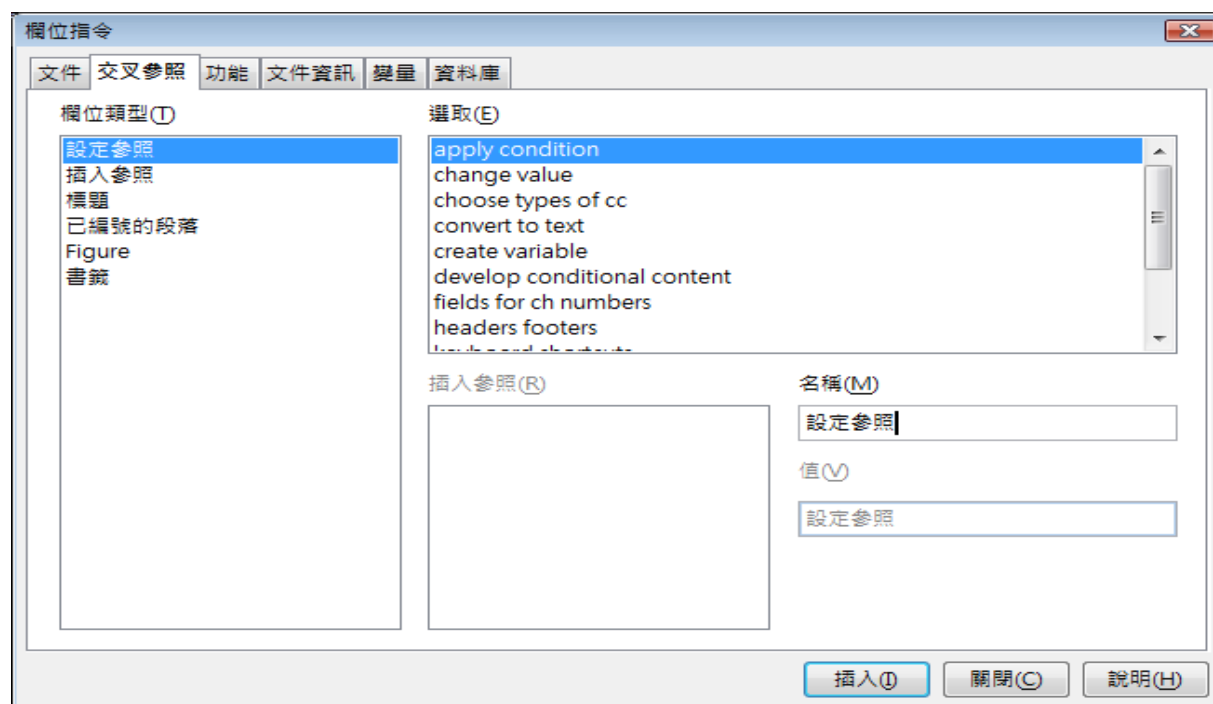 欄位指令
文件 交叉參照 功能 文件資訊 變量 資料庫
欄位類型(T)
設定參照
插入參照
標題
已編號的段落
Figure
書籤
選取(E)
apply condition
change value
choose types of cc
convert to text
create variable
develop conditional content
fields for ch numbers
headers footers
keyboard shortcuts
插入參照(R)
名稱(M)
設定參照
值(V)
設定參照
插入(I) 關閉(C) 說明(H)